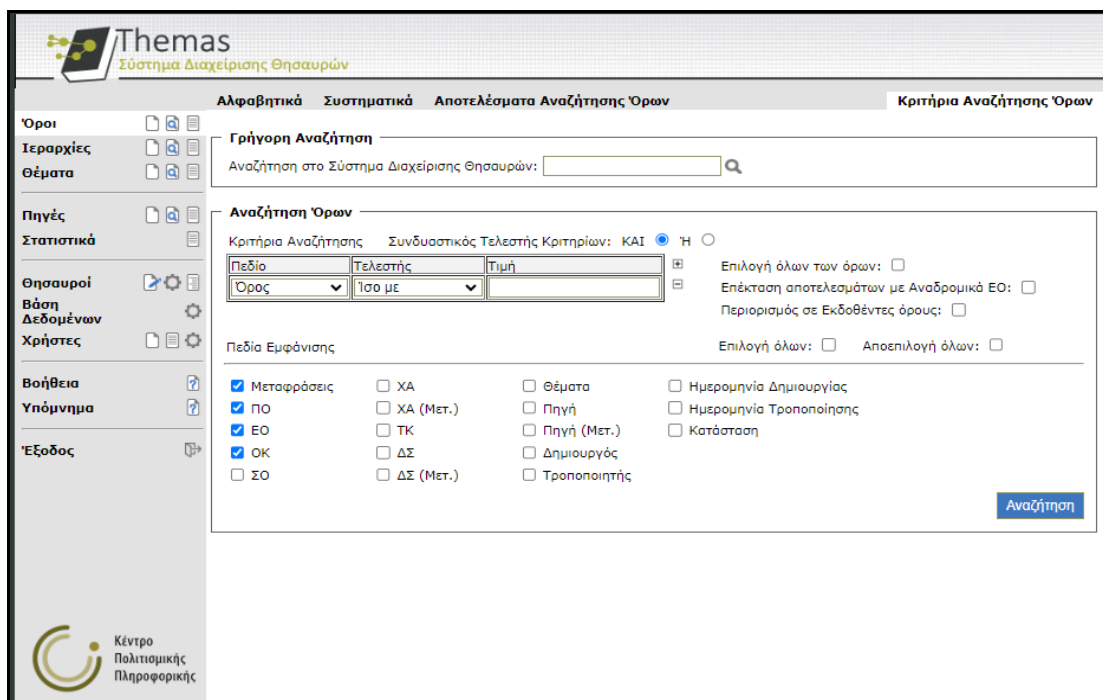 Themas
Σύστημα Διαχείρισης Θησαυρών
Αλφαβητικά Συστηματικά Αποτελέσματα Αναζήτησης Όρων Κριτήρια Αναζήτησης Όρων
Όροι
Ιεραρχίες
Θέματα
Πηγές
Στατιστικά
Θησαυροί
Βάση
Δεδομένων
Χρήστες
Βοήθεια
Υπόμνημα
Έξοδος
Γρήγορη Αναζήτηση
Αναζήτηση στο Σύστημα Διαχείρισης Θησαυρών:
Αναζήτηση Όρων
Κριτήρια Αναζήτησης Συνδυαστικός Τελεστής Κριτηρίων: ΚΑΙ Ή
Πεδίο Τελεστής Τιμή
Όρος Ίσο με
Επιλογή όλων των όρων:
Επέκταση αποτελεσμάτων με Αναδρομικά ΕΟ:
Περιορισμός σε Εκδοθέντες όρους:
Πεδία Εμφάνισης Επιλογή όλων: Αποεπιλογή όλων:
Μεταφράσεις ΧΑ Θέματα Ημερομηνία Δημιουργίας
ΠΟ ΧΑ (Μετ.) Πηγή Ημερομηνία Τροποποίησης
ΕΟ ΤΚ Πηγή (Μετ.) Κατάσταση
ΟΚ ΔΣ Δημιουργός
ΣΟ ΔΣ (Μετ.) Τροποποιητής
Αναζήτηση
Κέντρο
Πολιτισμικής
Πληροφορικής